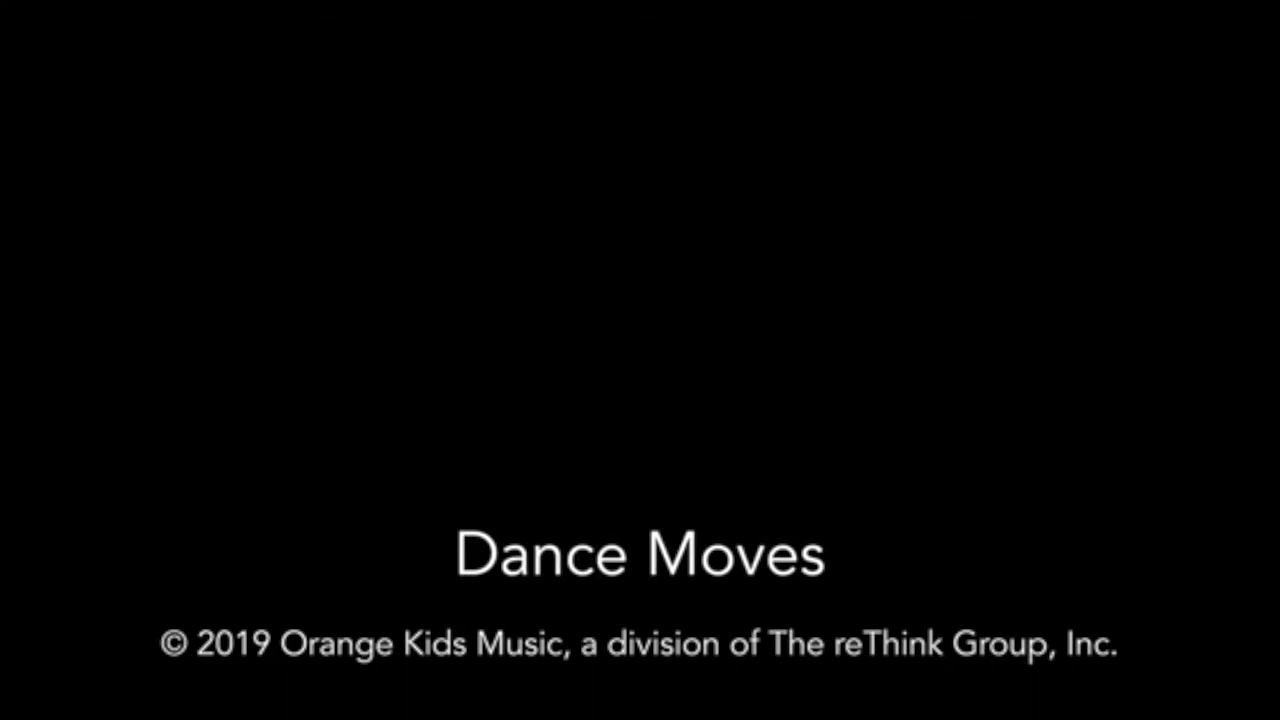 Dance Moves
© 2019 Orange Kids Music, a division of The reThink Group, Inc.